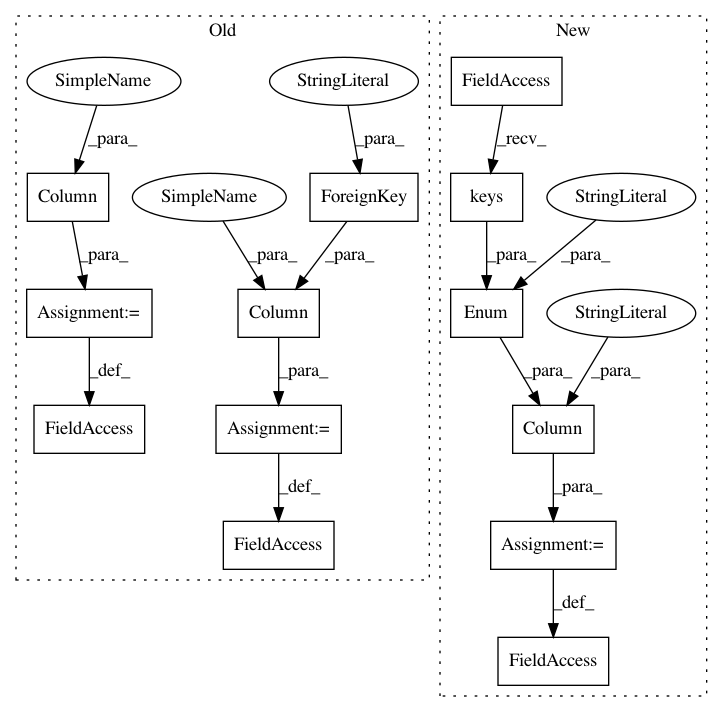 Old
New
SimpleName
StringLiteral
FieldAccess
_para_
_para_
_recv_
Column
SimpleName
ForeignKey
keys
StringLiteral
_para_
_para_
_para_
_para_
_para_
Assignment:=
Column
Enum
StringLiteral
_def_
_para_
_para_
_para_
FieldAccess
Assignment:=
Column
_def_
_para_
FieldAccess
Assignment:=
_def_
FieldAccess